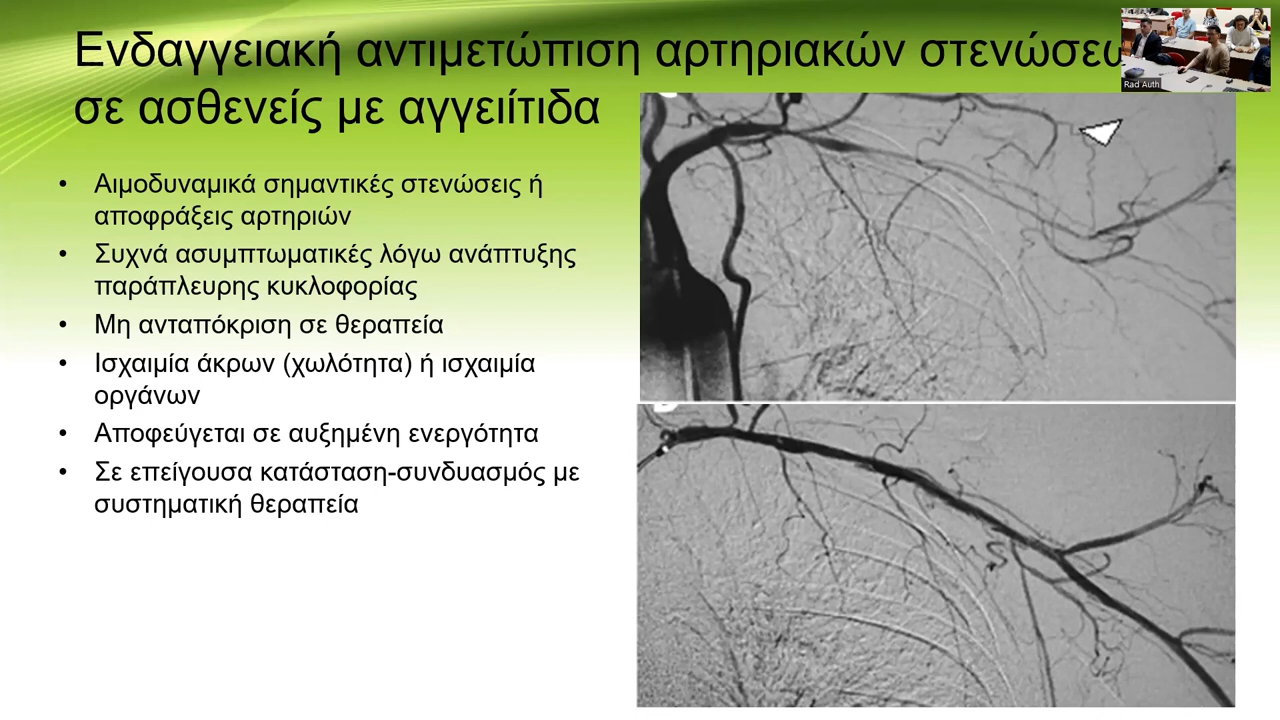 Ενδαγγειακή αντιμετώπιση αρτηριακών στενώσεω
σε ασθενείς με αγγειίτιδα
Rad Auth
• Αιμοδυναμικά σημαντικές στενώσεις ή
αποφράξεις αρτηριών
• Συχνά ασυμπτωματικές λόγω ανάπτυξης
παράπλευρης κυκλοφορίας
• Μη ανταπόκριση σε θεραπεία
• Ισχαιμία άκρων (χωλότητα) ή ισχαιμία
οργάνων
• Αποφεύγεται σε αυξημένη ενεργότητα
• Σε επείγουσα κατάσταση-συνδυασμός με
συστηματική θεραπεία